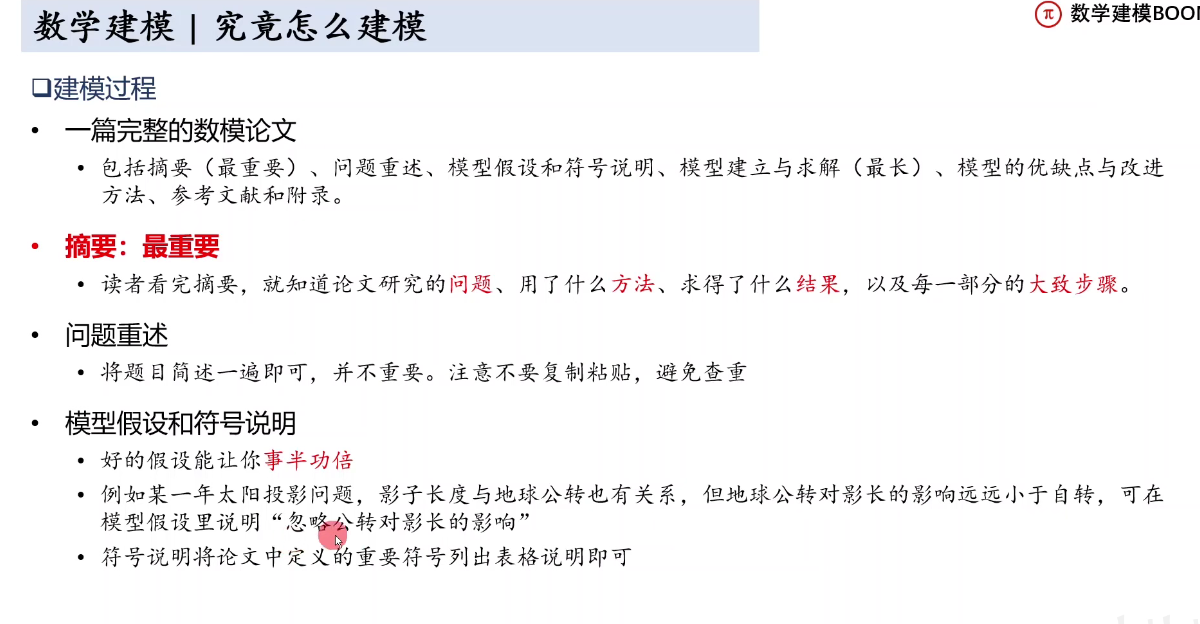 数学建模 | 究竟怎么建模
数学建模BOOM
建模过程
• 一篇完整的数模论文
• 包括摘要（最重要）、问题重述、模型假设和符号说明、模型建立与求解（最长）、模型的优缺点与改进
方法、参考文献和附录。
• 摘要：最重要
• 读者看完摘要，就知道论文研究的问题、用了什么方法、求得了什么结果，以及每一部分的大致步骤。
• 问题重述
• 将题目简述一遍即可，并不重要。注意不要复制粘贴，避免查重
• 模型假设和符号说明
• 好的假设能让你事半功倍
• 例如某一年太阳投影问题，影子长度与地球公转也有关系，但地球公转对影长的影响远远小于自转，可在
模型假设里说明“忽略公转对影长的影响”
• 符号说明将论文中定义的重要符号列出表格说明即可